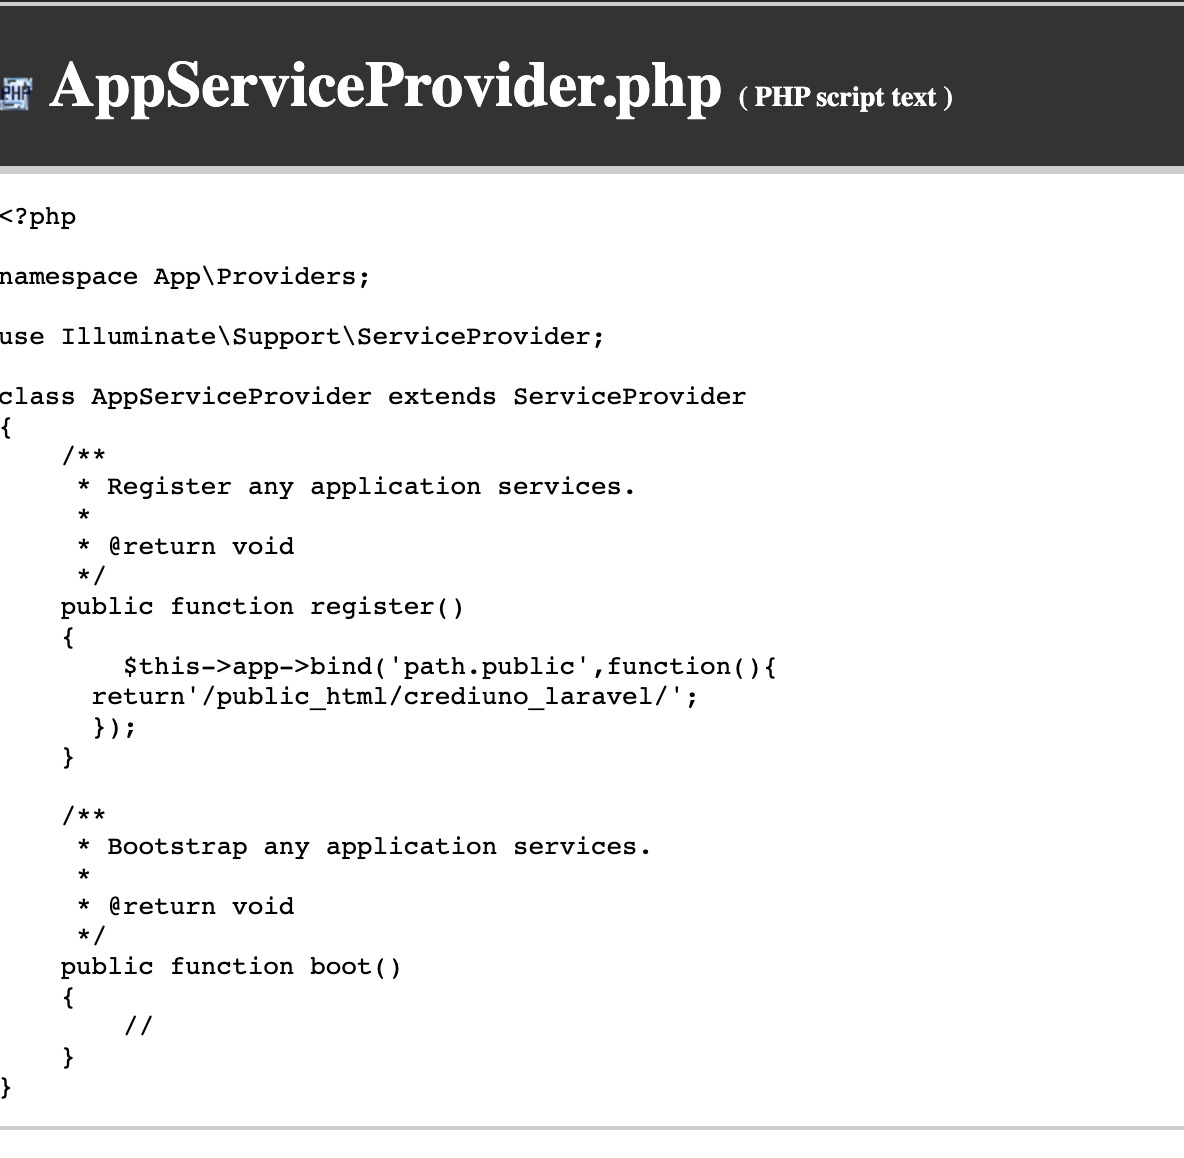 PHP AppServiceProvider.php ( PHP script text )
<?php
namespace App\Providers;
use Illuminate\Support\ServiceProvider;
class AppServiceProvider extends ServiceProvider
{
    /**
     * Register any application services.
     *
     * @return void
     */
    public function register()
    {
        $this->app->bind('path.public',function(){
      return'/public_html/crediuno_laravel/';
      });
    }
    /**
     * Bootstrap any application services.
     *
     * @return void
     */
    public function boot()
    {
        //
    }
}